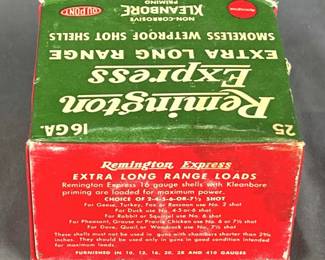 25 16 GA.
Remington
Express
EXTRA LONG RANGE
SMOKELESS WETPROOF SHOT SHELLS
NON-CORROSIVE
KLEANBORE
PRIMING
DU PONT
Remington Express
EXTRA LONG RANGE LOADS
Remington Express 16 gauge shells with Kleanbore
priming are loaded for maximum power.
CHOICE OF 2-4-5-6-OR-7½ SHOT
For Geese, Turkey, Fox or Raccoon use No. 2 shot
For Duck use No. 4-5 or 6 shot
For Rabbit or Squirrel use No. 6 shot
For Pheasant, Grouse or Prairie Chicken use No. 6 or 7½ shot
For Dove, Quail, or Woodcock use No. 7½ shot
These shells must not be used in guns with chambers shorter than
inches. They should be used only in guns in good condition intended
for maximum loads.
FURNISHED IN 10, 12, 16, 20, 28 AND 410 GAUGES